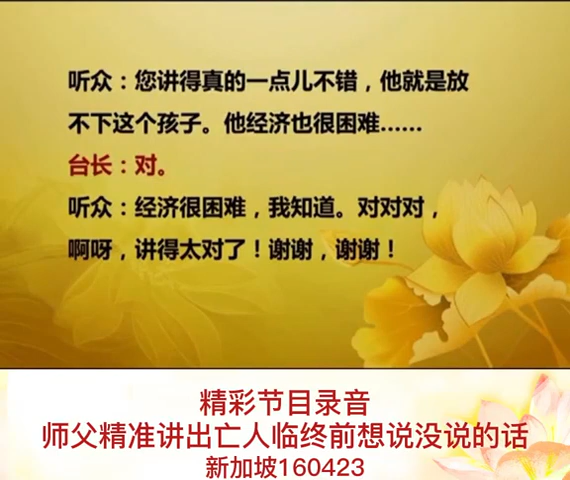 听众：您讲得真的一点儿不错，他就是放
不下这个孩子。他经济也很困难……
台长：对。
听众：经济很困难，我知道。对对对，
啊呀，讲得太对了！谢谢，谢谢！
精彩节目录音
师父精准讲出亡人临终前想说没说的话
新加坡160423